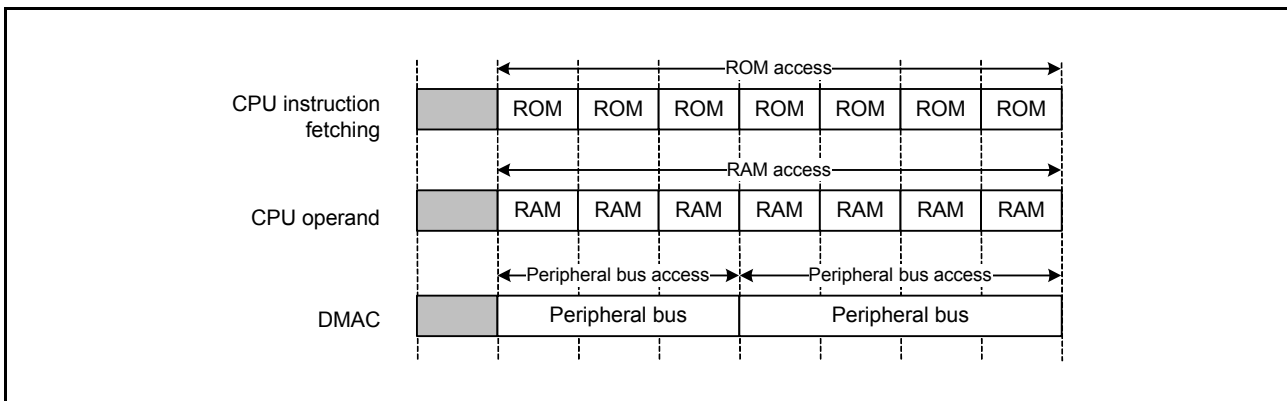 ROM access
CPU instruction
fetching
ROM ROM ROM ROM ROM ROM ROM
RAM access
CPU operand
RAM RAM RAM RAM RAM RAM RAM
Peripheral bus access Peripheral bus access
DMAC
Peripheral bus Peripheral bus